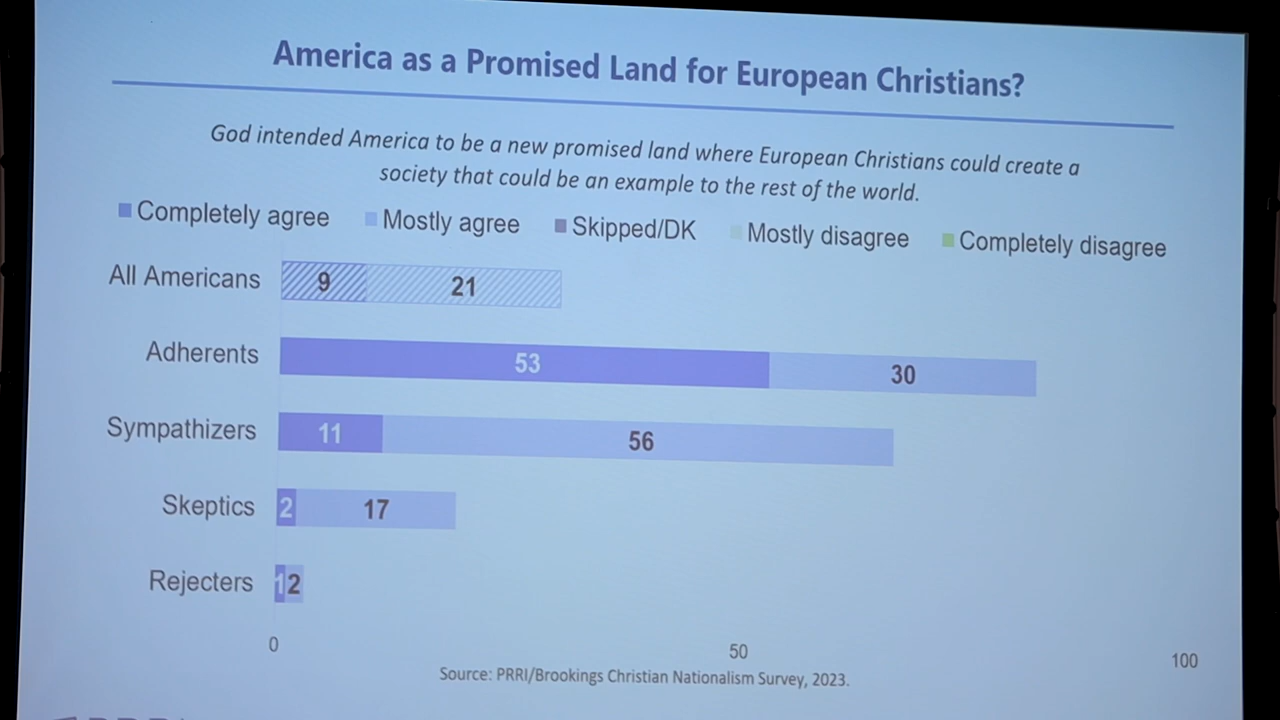 America as a Promised Land for European Christians?
God intended America to be a new promised land where European Christians could create a
society that could be an example to the rest of the world.
Completely agree Mostly agree Skipped/DK Mostly disagree Completely disagree
All Americans 9 21
Adherents 53 30
Sympathizers 11 56
Skeptics 2 17
Rejecters 1 2
0 50 100
Source: PRRI/Brookings Christian Nationalism Survey, 2023.